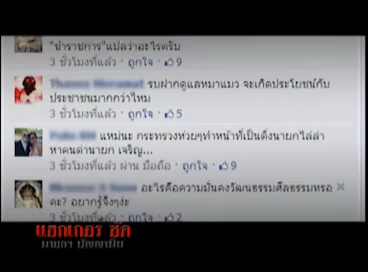 "ข้าราชการ"แปลว่าอะไรครับ
3 ชั่วโมงที่แล้ว · ถูกใจ · 9
รบฝากดูแลหมาแมว จะเกิดประโยชน์กับ
ประชาชนมากกว่าไหม
3 ชั่วโมงที่แล้ว · ถูกใจ · 5
แหม่นะ กระทรวงห่วยๆทำหน้าที่เป็นดิ่งนายกไล่ล่า
หาคนด่านายก เจริญ...
3 ชั่วโมงที่แล้ว ผ่าน มือถือ · ถูกใจ · 9
อะไรคือความมั่นคงวัฒนธรรมศีลธรรมหรอ
คะ? อยากรู้จึงๆง่ะ
3 ชั่วโมงที่แล้ว · ถูกใจ · 2
แฮกเกอร์ ซัด
นายกฯ